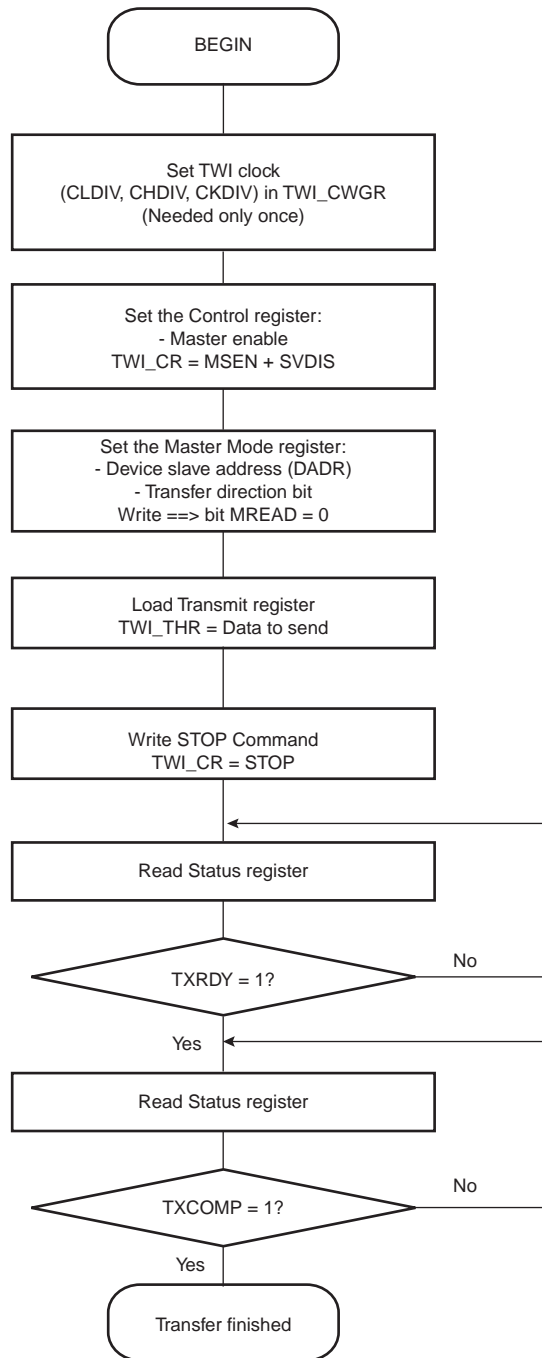 BEGIN
Set TWI clock
(CLDIV, CHDIV, CKDIV) in TWI_CWGR
(Needed only once)
Set the Control register:
- Master enable
TWI_CR = MSEN + SVDIS
Set the Master Mode register:
- Device slave address (DADR)
- Transfer direction bit
Write ==> bit MREAD = 0
Load Transmit register
TWI_THR = Data to send
Write STOP Command
TWI_CR = STOP
Read Status register
TXRDY = 1?
No
Yes
Read Status register
TXCOMP = 1?
No
Yes
Transfer finished